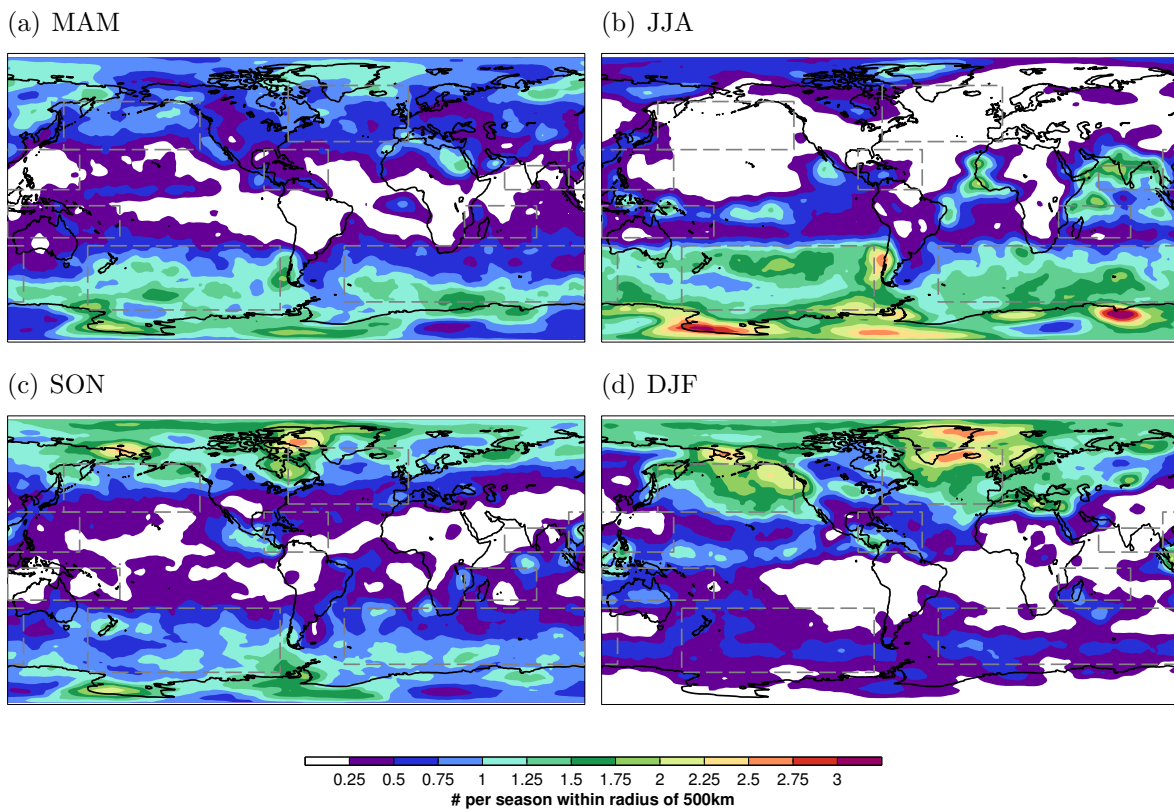 (a) MAM
(b) JJA
(c) SON
(d) DJF
0.25 0.5 0.75 1 1.25 1.5 1.75 2 2.25 2.5 2.75 3
# per season within radius of 500km